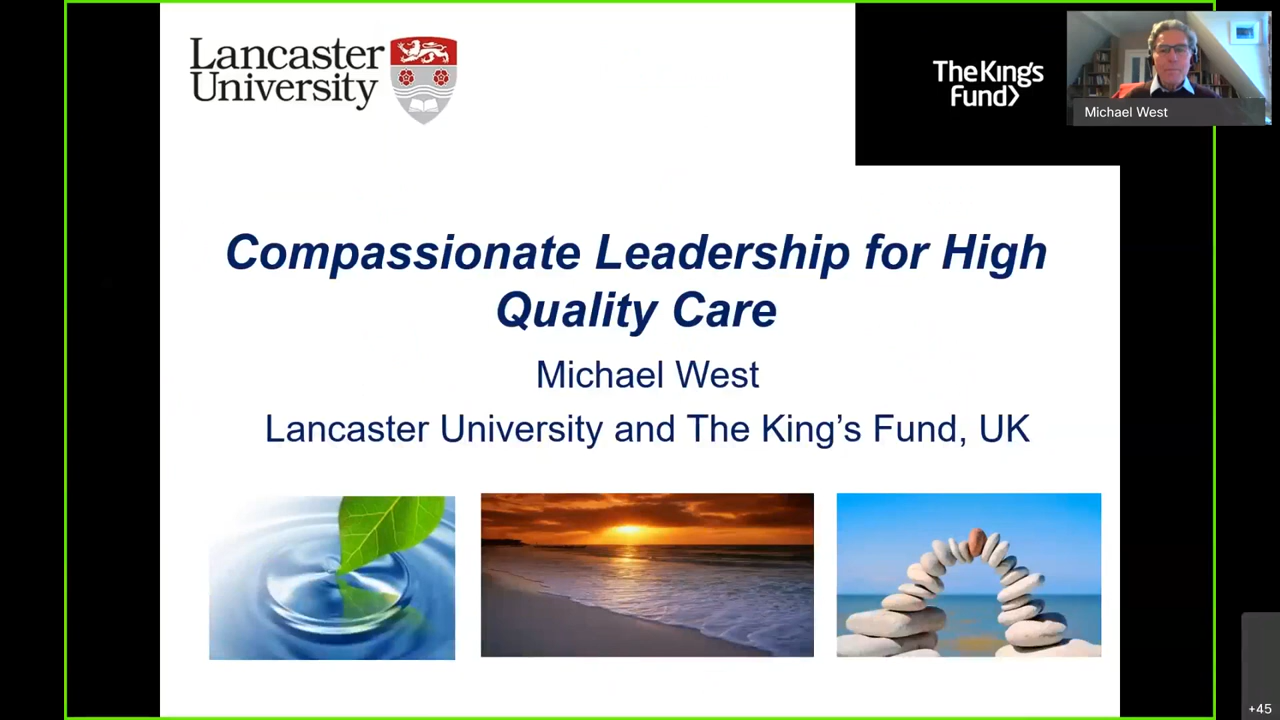 Lancaster
University
The King's
Fund
Michael West
Compassionate Leadership for High
Quality Care
Michael West
Lancaster University and The King’s Fund, UK
+45